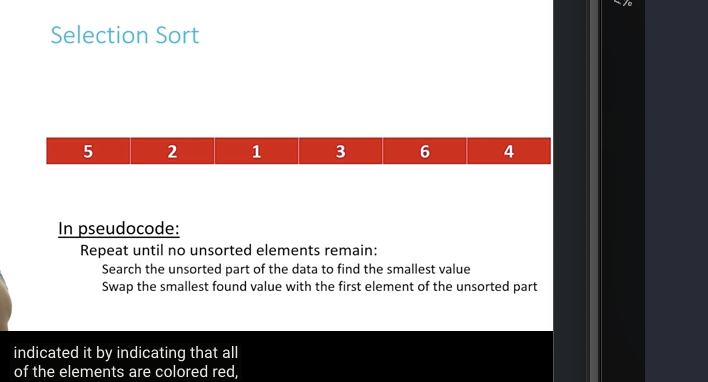 Selection Sort
5 2 1 3 6 4
In pseudocode:
Repeat until no unsorted elements remain:
Search the unsorted part of the data to find the smallest value
Swap the smallest found value with the first element of the unsorted part
indicated it by indicating that all
of the elements are colored red,